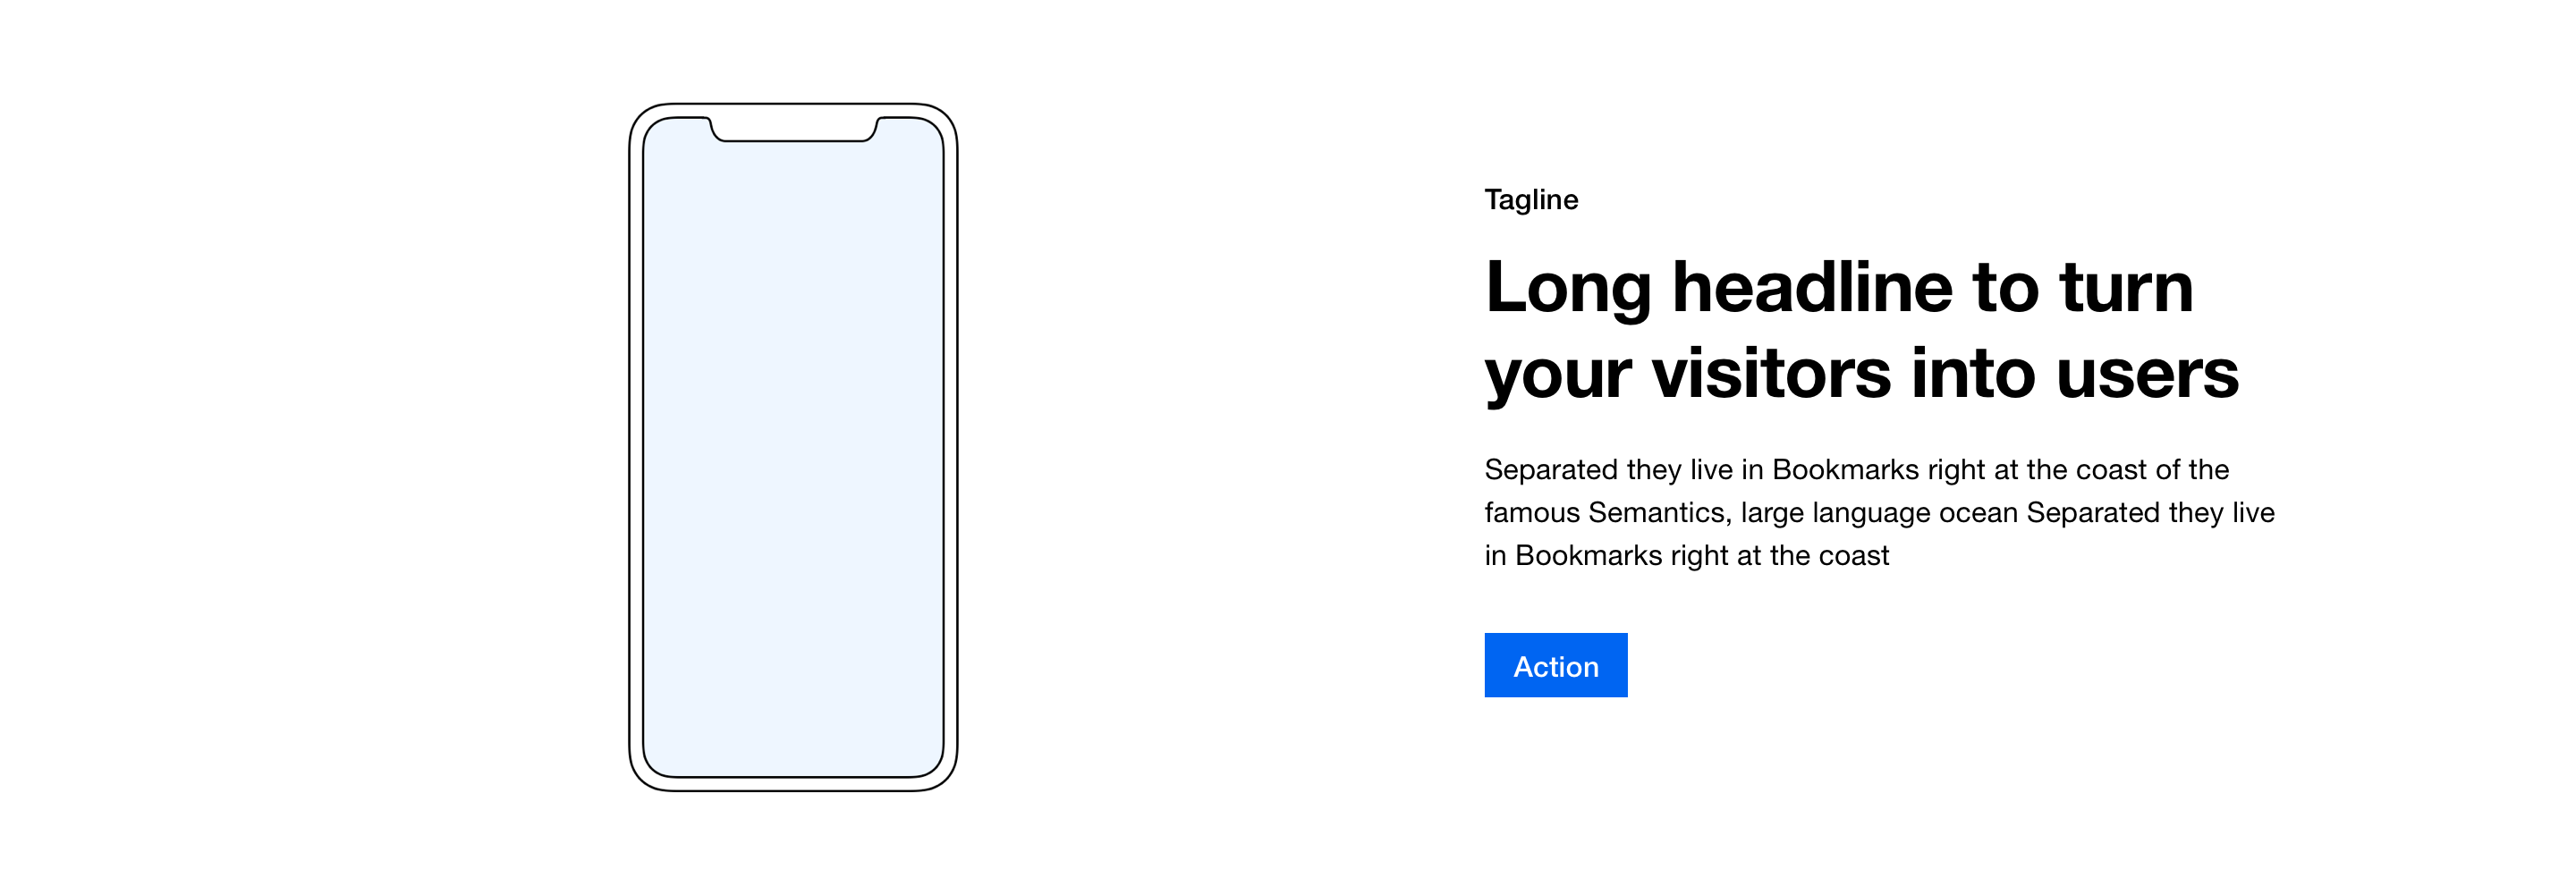 Tagline
Long headline to turn
your visitors into users
Separated they live in Bookmarks right at the coast of the
famous Semantics, large language ocean Separated they live
in Bookmarks right at the coast
Action